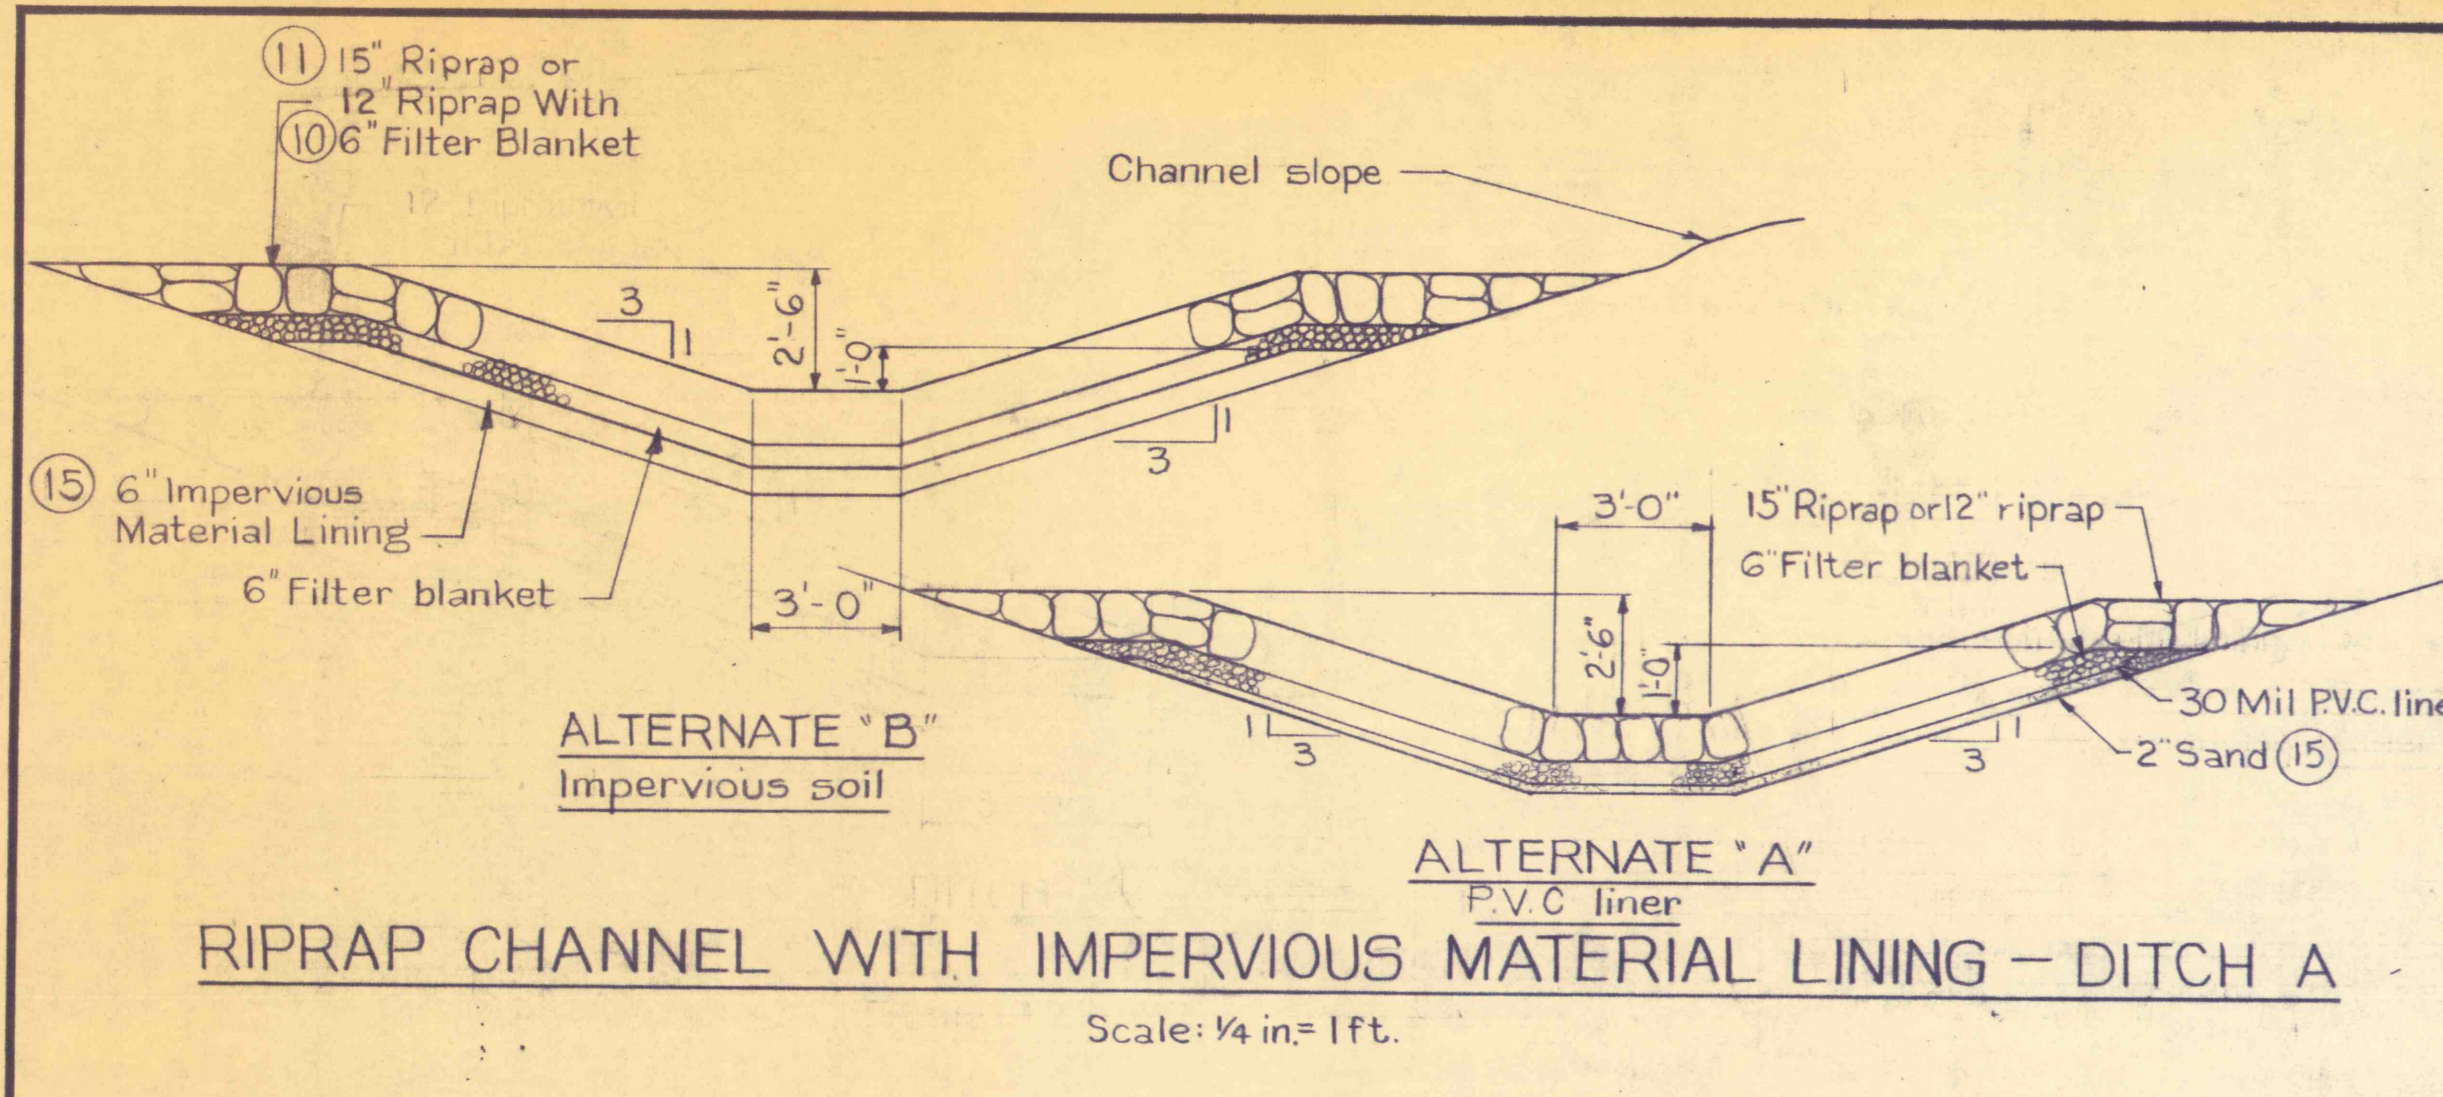 (11) 15" Riprap or
12" Riprap With
(10) 6" Filter Blanket
Channel slope
3
1
2'-6"
1'-0"
3
1
(15) 6" Impervious
Material Lining
6" Filter blanket
3'-0"
ALTERNATE "B"
Impervious soil
3'-0"
15" Riprap or 12" riprap
6" Filter blanket
2'-6"
1'-0"
1
3
3
1
30 Mil P.V.C. line
2" Sand (15)
ALTERNATE "A"
P.V.C liner
RIPRAP CHANNEL WITH IMPERVIOUS MATERIAL LINING - DITCH A
Scale: 1/4 in.= 1 ft.